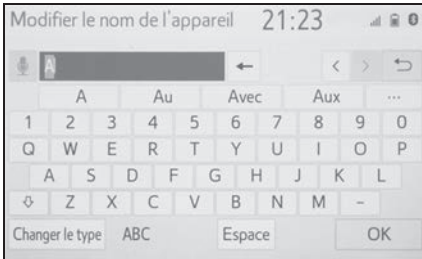 Modifier le nom de l'appareil 21:23 0
A
A Au Avec Aux ...
1 2 3 4 5 6 7 8 9 0
Q W E R T Y U I O P
A S D F G H J K L
Z X C V B N M -
Changer le type ABC Espace OK